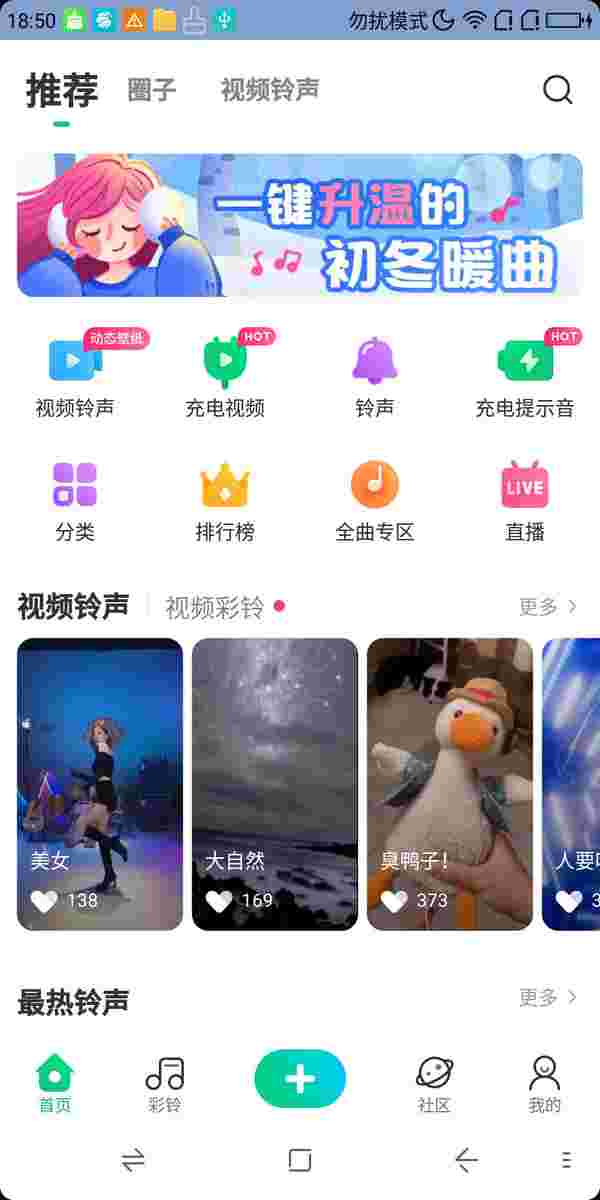 18:50 勿扰模式
推荐 圈子 视频铃声
一键升温的
初冬暖曲
动态壁纸 HOT HOT
视频铃声 充电视频 铃声 充电提示音
LIVE
分类 排行榜 全曲专区 直播
视频铃声 视频彩铃 更多
美女 大自然 臭鸭子! 人要
138 169 373 3
最热铃声 更多
首页 彩铃 社区 我的